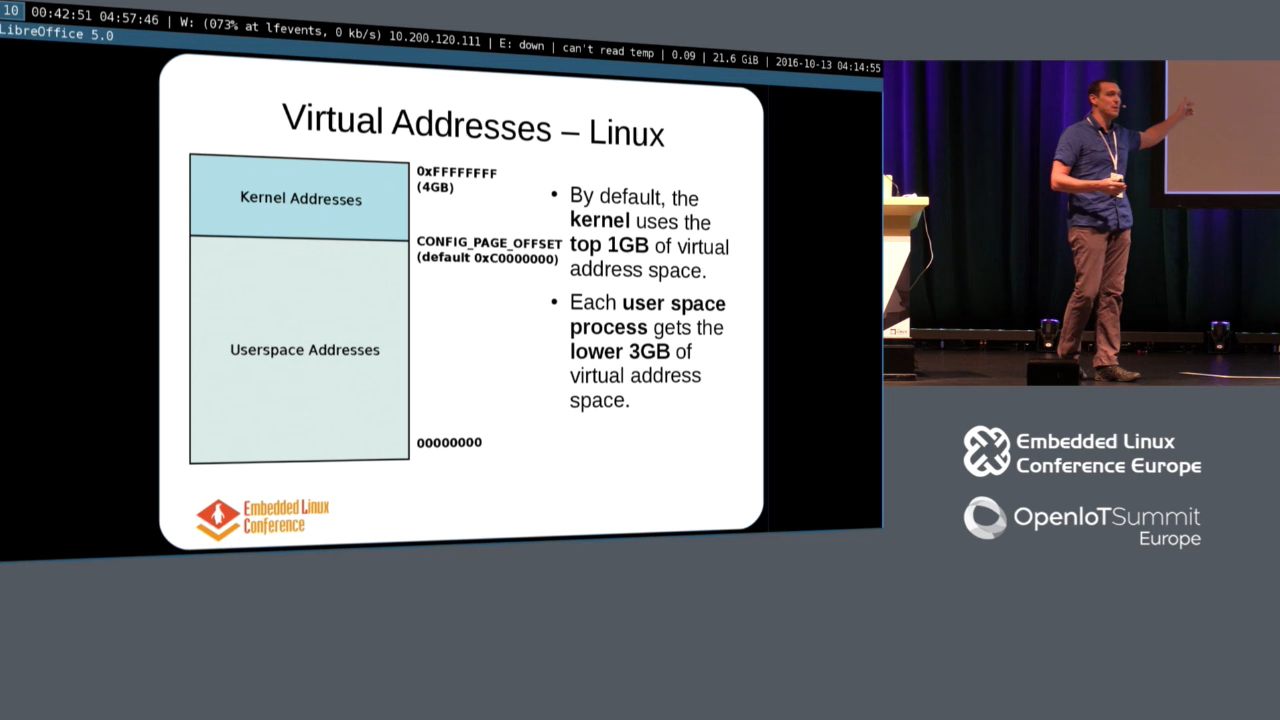 10 00:42:51 04:57:46 | W: (073% at lfevents, 0 kb/s) 10.200.120.111 | E: down | can't read temp | 0.09 | 21.6 GiB | 2016-10-13 04:14:55
LibreOffice 5.0
Virtual Addresses – Linux
Kernel Addresses
0xFFFFFFFF
(4GB)
CONFIG_PAGE_OFFSET
(default 0xC0000000)
Userspace Addresses
00000000
• By default, the
kernel uses the
top 1GB of virtual
address space.
• Each user space
process gets the
lower 3GB of
virtual address
space.
Embedded Linux
Conference
Embedded Linux
Conference Europe
OpenIoTSummit
Europe